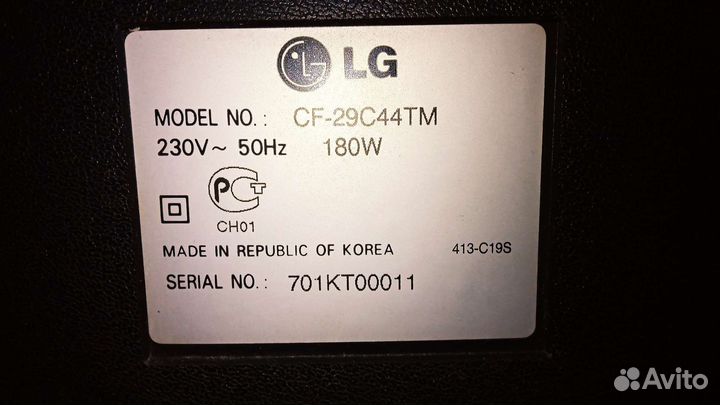 LG
MODEL NO.: CF-29C44TM
230V~ 50Hz 180W
PCT
CH01
MADE IN REPUBLIC OF KOREA 413-C19S
SERIAL NO.: 701KT00011
Avito